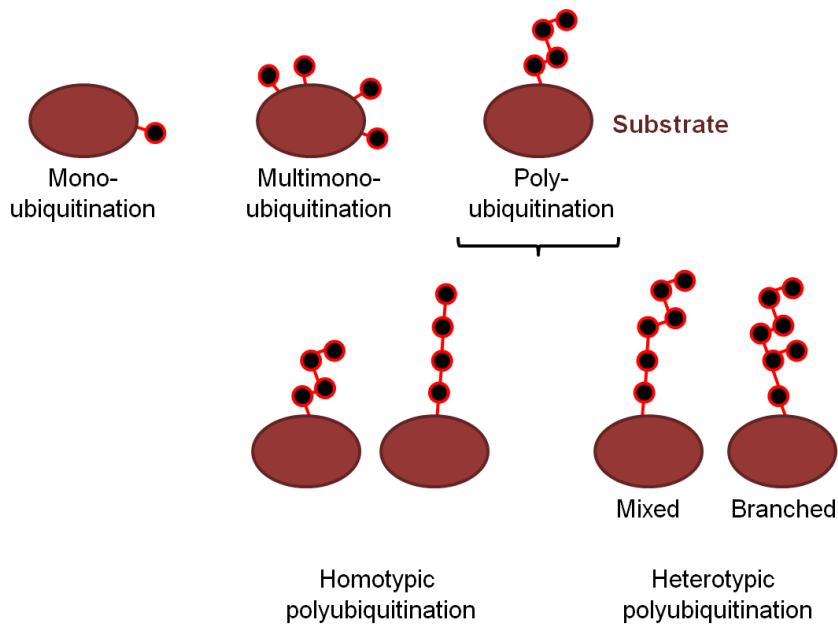 Substrate
Mono-
ubiquitination
Multimono-
ubiquitination
Poly-
ubiquitination
Mixed
Branched
Homotypic
polyubiquitination
Heterotypic
polyubiquitination